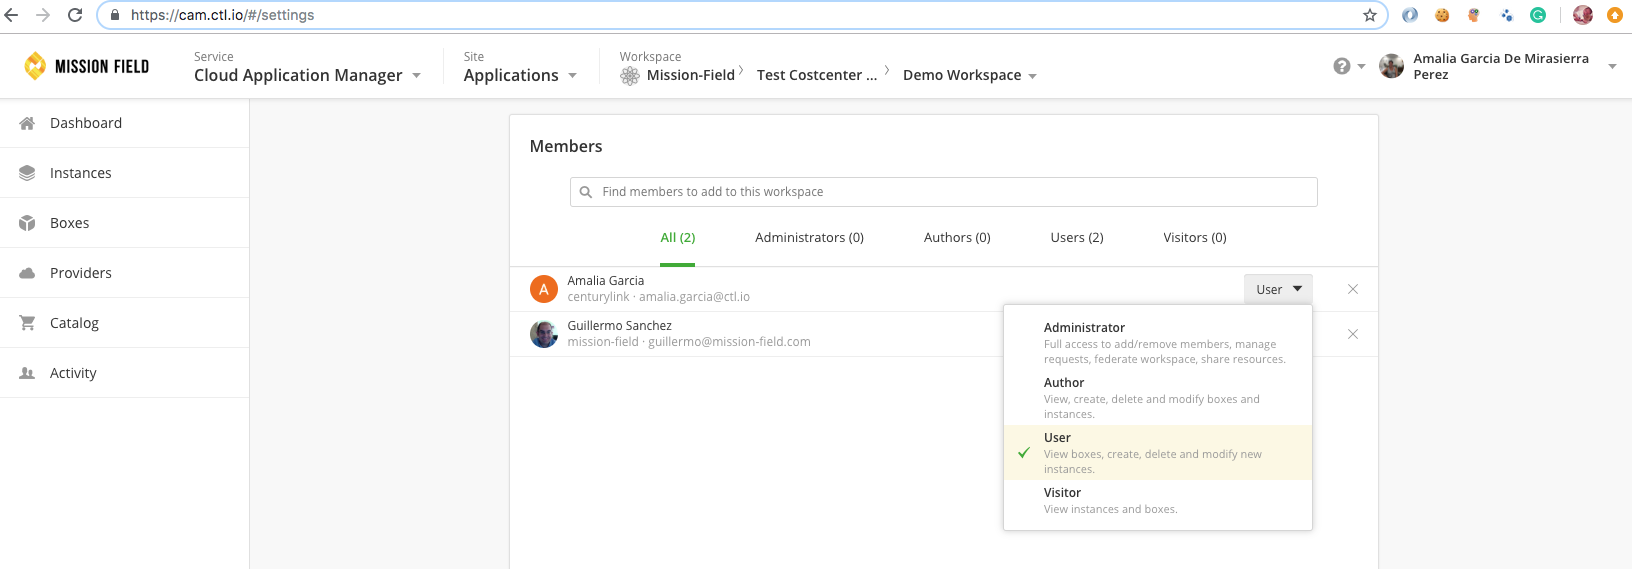 https://cam.ctl.io/#/settings
MISSION FIELD
Service
Cloud Application Manager
Site
Applications
Workspace
Mission-Field
Test Costcenter ...
Demo Workspace
Amalia Garcia De Mirasierra
Perez
Dashboard
Instances
Boxes
Providers
Catalog
Activity
Members
Find members to add to this workspace
All (2)
Administrators (0)
Authors (0)
Users (2)
Visitors (0)
A
Amalia Garcia
centurylink · amalia.garcia@ctl.io
User
Guillermo Sanchez
mission-field · guillermo@mission-field.com
Administrator
Full access to add/remove members, manage
requests, federate workspace, share resources.
Author
View, create, delete and modify boxes and
instances.
User
View boxes, create, delete and modify new
instances.
Visitor
View instances and boxes.